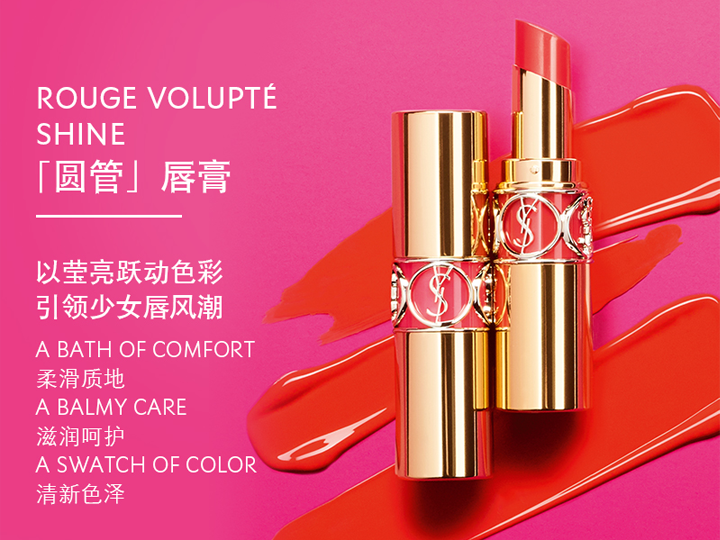 ROUGE VOLUPTÉ
SHINE
「圆管」唇膏
以莹亮跃动色彩
引领少女唇风潮
A BATH OF COMFORT
柔滑质地
A BALMY CARE
滋润呵护
A SWATCH OF COLOR
清新色泽
YSL
YSL